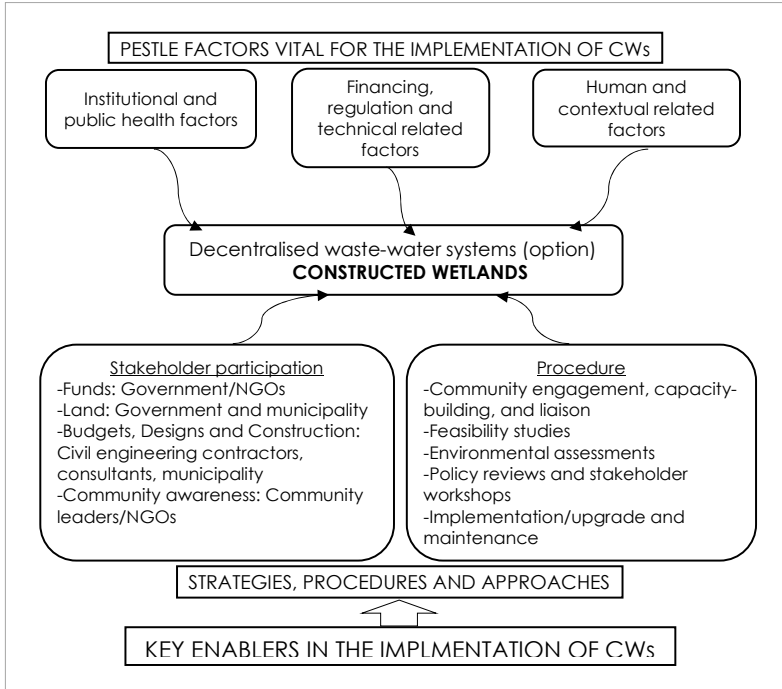 PESTLE FACTORS VITAL FOR THE IMPLEMENTATION OF CWs
Institutional and
public health factors
Financing,
regulation and
technical related
factors
Human and
contextual related
factors
Decentralised waste-water systems (option)
CONSTRUCTED WETLANDS
Stakeholder participation
-Funds: Government/NGOs
-Land: Government and municipality
-Budgets, Designs and Construction:
Civil engineering contractors,
consultants, municipality
-Community awareness: Community
leaders/NGOs
Procedure
-Community engagement, capacity-
building, and liaison
-Feasibility studies
-Environmental assessments
-Policy reviews and stakeholder
workshops
-Implementation/upgrade and
maintenance
STRATEGIES, PROCEDURES AND APPROACHES
KEY ENABLERS IN THE IMPLMENTATION OF CWs